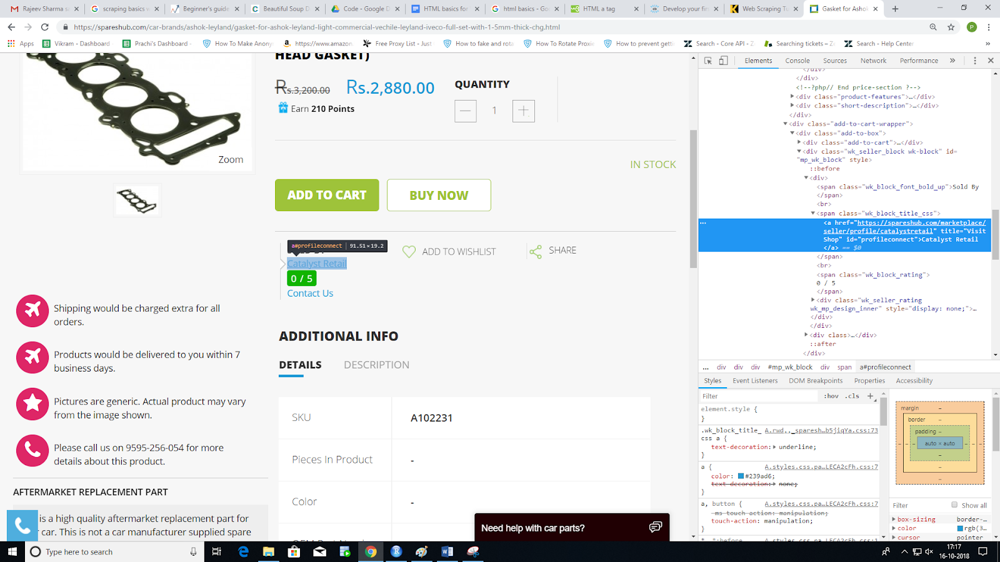 Rajeev Sharma s
scraping basics w
Beginner's guide
Beautiful Soup D
Code - Google D
HTML basics for
html basics - Go
HTML a tag
Develop your fir
Web Scraping Tu
Gasket for Ashok
https://spareshub.com/car-brands/ashok-leyland/gasket-for-ashok-leyland-light-commercial-vechile-leyland-iveco-full-set-with-1-5mm-thick-chg.html
P
Apps
Vikram - Dashboard
Prachi's Dashboard -
How To Make Anony
https://www.amazon.
Free Proxy List - Just
How to fake and rota
How To Rotate Proxie
How to prevent getti
Search - Core API - Z
Searching tickets – Ze
Search - Help Center
HEAD GASKET)
Rs.3,200.00 Rs.2,880.00
QUANTITY
Earn 210 Points
1
Zoom
IN STOCK
ADD TO CART
BUY NOW
a#profileconnect 91.51×19.2
Catalyst Retail
ADD TO WISHLIST
SHARE
0 / 5
Contact Us
Shipping would be charged extra for all
orders.
Products would be delivered to you within 7
business days.
Pictures are generic. Actual product may vary
from the image shown.
Please call us on 9595-256-054 for more
details about this product.
AFTERMARKET REPLACEMENT PART
is a high quality aftermarket replacement part for
car. This is not a car manufacturer supplied spare
ADDITIONAL INFO
DETAILS
DESCRIPTION
SKU A102231
Pieces In Product -
Color -
Need help with car parts?
Elements Console Sources Network Performance »
</div>
</div>
<!--?php// End price-section ?-->
<div class="product-features">…</div>
<div class="short-description">…</div>
</div>
<div class="add-to-cart-wrapper">
<div class="add-to-box">
<div class="add-to-cart">…</div>
<div class="wk_seller_block wk-block" id=
"mp_wk_block" style>
::before
<div>
<span class="wk_block_font_bold_up">Sold By
</span>
<br>
<span class="wk_block_title_css">
… <a href="https://spareshub.com/marketplace/
seller/profile/catalystretail" title="Visit
Shop" id="profileconnect">Catalyst Retail
</a> == $0
</span>
<br>
<span class="wk_block_rating">
0 / 5
</span>
<div class="wk_seller_rating
wk_mp_design_inner" style="display: none;">…
</div>
</div>
<div class>…</div>
::after
</div>
... div div div #mp_wk_block div span a#profileconnect
Styles Event Listeners DOM Breakpoints Properties Accessibility
Filter :hov .cls +
element.style {
}
.wk_block_title_ A.rwd,,_sparesh…b5jiqYa.css:73
css a {
text-decoration: underline;
}
a { A.styles.css.pa…LECA2cFh.css:7
color: #239ad6;
text-decoration: none;
}
a, button { A.styles.css.pa…LECA2cFh.css:7
-ms-touch-action: manipulation;
touch-action: manipulation;
}
margin -
border -
padding -
auto × auto
Filter Show all
box-sizing border-…
color rgb(3…
cursor pointer
Type here to search
17:17
16-10-2018